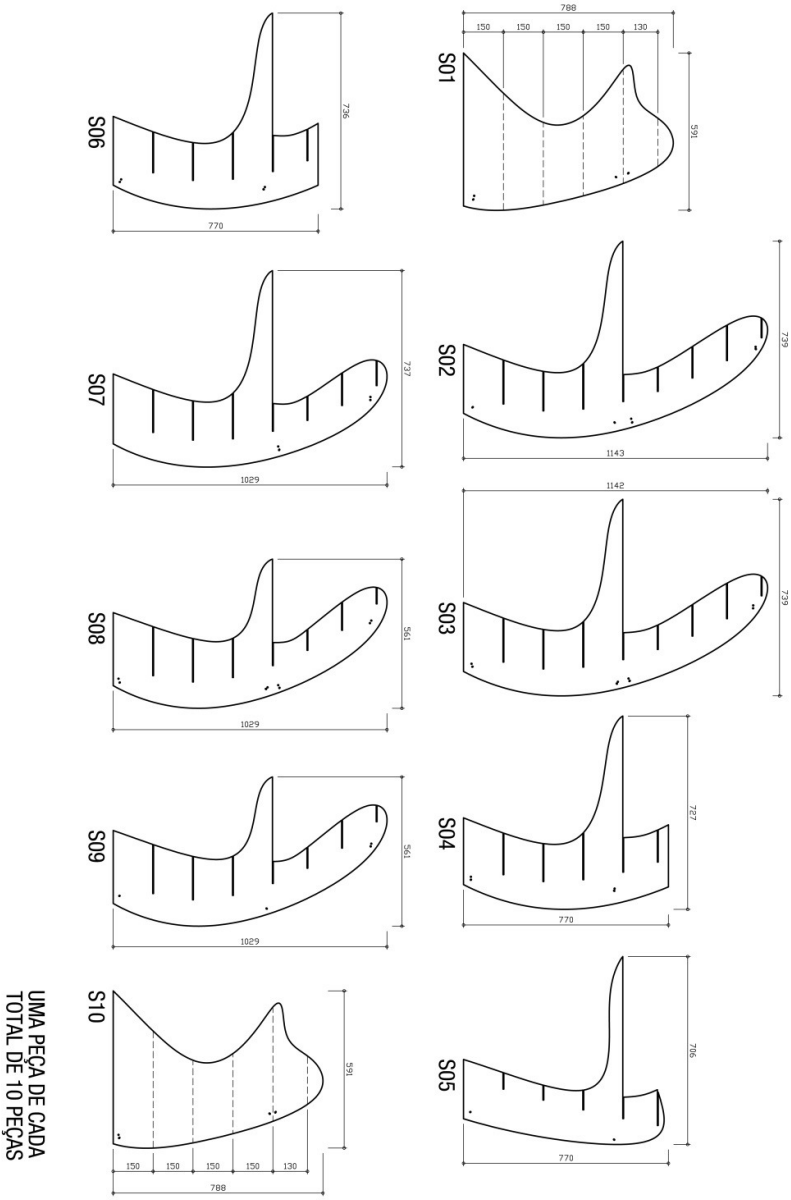 788
150 150 150 150 130
S01
591
S02
739
1143
1142
S03
739
S04
727
770
S05
706
770
S06
736
770
S07
737
1029
S08
561
1029
S09
561
1029
S10
591
150 150 150 150 130
788
UMA PEÇA DE CADA
TOTAL DE 10 PEÇAS